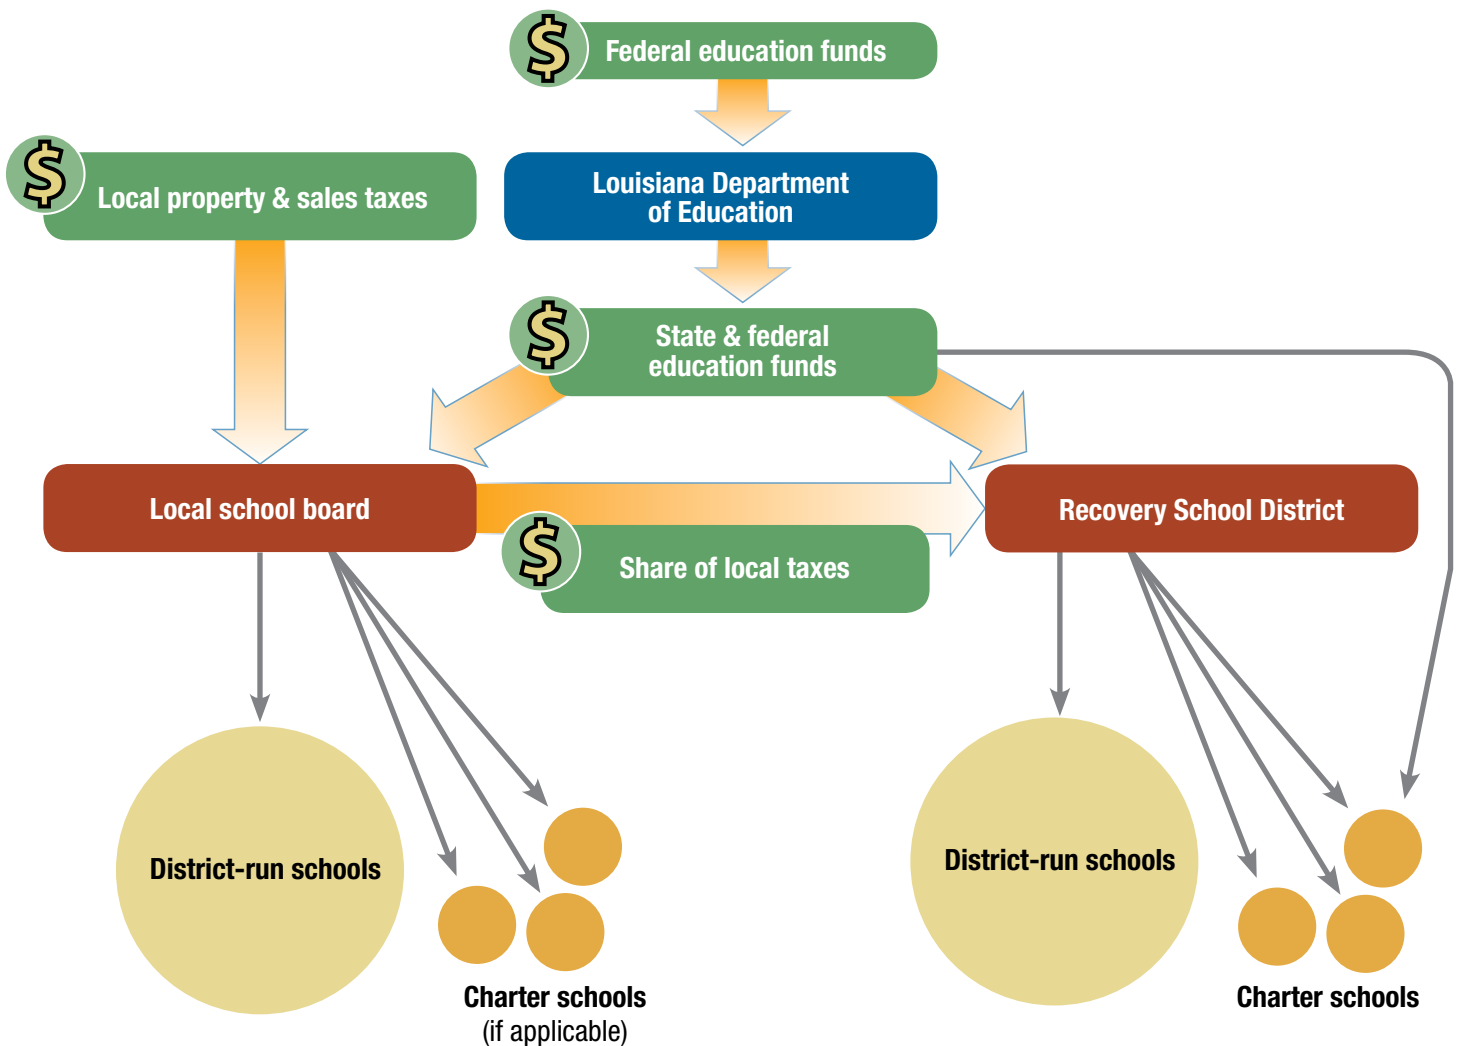 $ Federal education funds
$ Local property & sales taxes
Louisiana Department
of Education
$ State & federal
education funds
Local school board
Recovery School District
$ Share of local taxes
District-run schools
District-run schools
Charter schools
(if applicable)
Charter schools